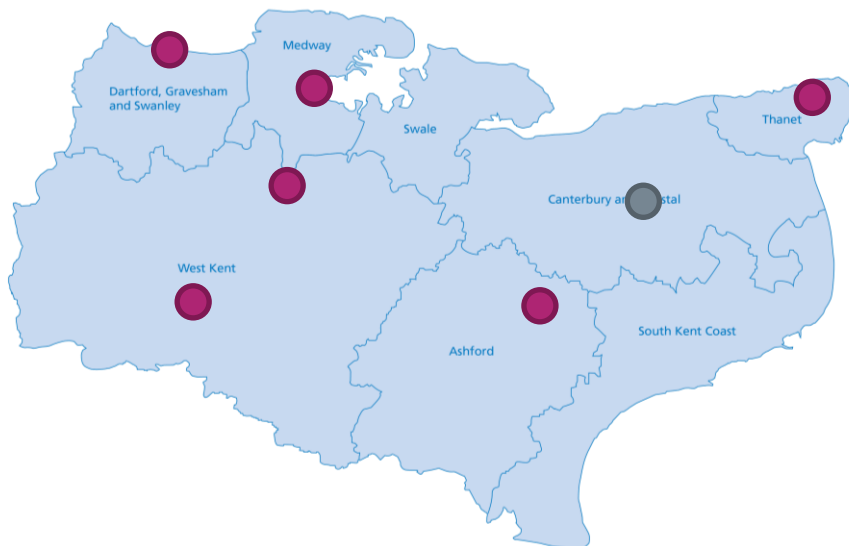 Medway
Dartford, Gravesham
and Swanley
Thanet
Swale
Canterbury
West Kent
South Kent Coast
Ashford